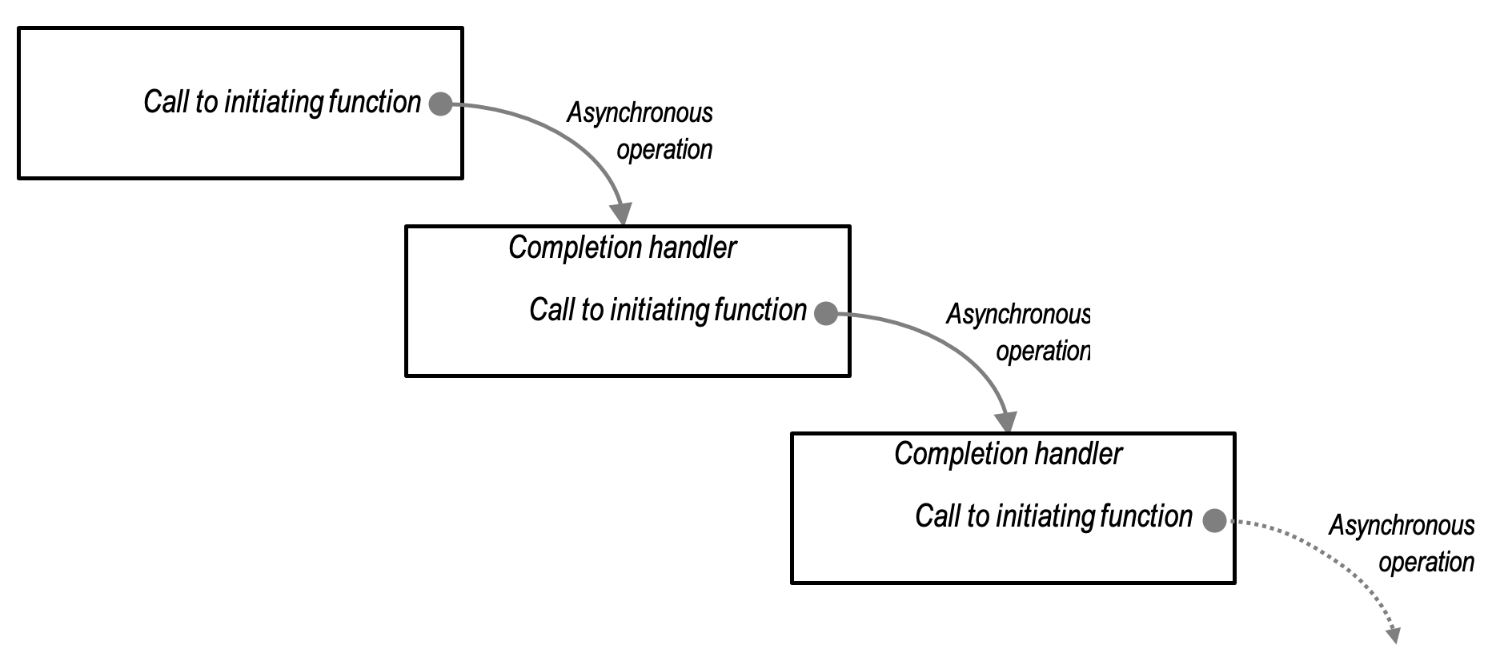 Call to initiating function
Asynchronous
operation
Completion handler
Call to initiating function
Asynchronous
operation
Completion handler
Call to initiating function
Asynchronous
operation